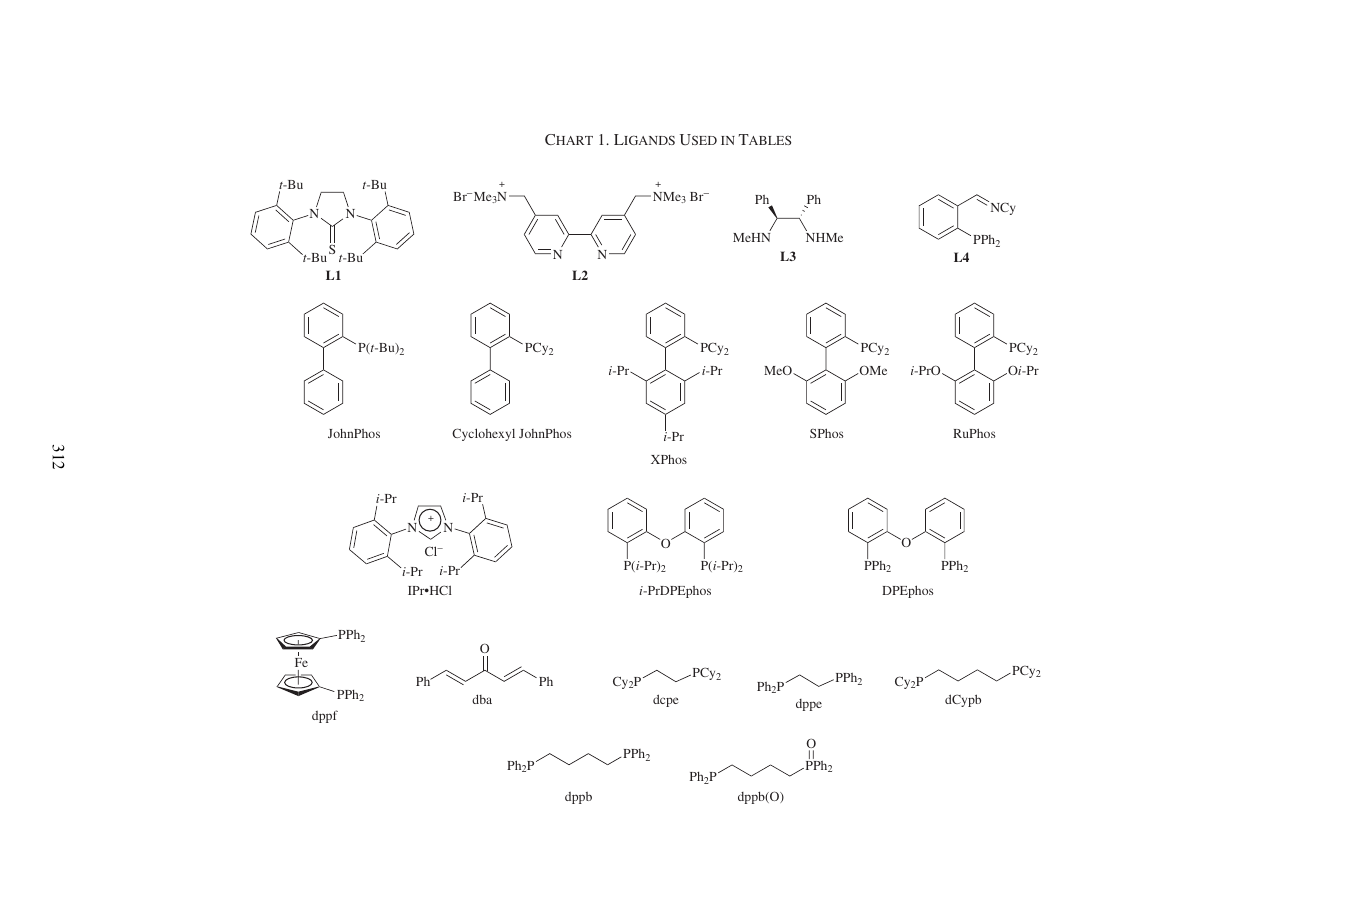 CHART 1. LIGANDS USED IN TABLES
t-Bu t-Bu
N N
S
t-Bu t-Bu
L1
Br⁻ Me₃N⁺ ⁺NMe₃ Br⁻
N N
L2
Ph Ph
MeHN NHMe
L3
NCy
PPh₂
L4
P(t-Bu)₂
JohnPhos
PCy₂
Cyclohexyl JohnPhos
PCy₂
i-Pr i-Pr
i-Pr
XPhos
PCy₂
MeO OMe
SPhos
PCy₂
i-PrO Oi-Pr
RuPhos
312
i-Pr i-Pr
N + N
Cl⁻
i-Pr i-Pr
IPr•HCl
O
P(i-Pr)₂ P(i-Pr)₂
i-PrDPEphos
O
PPh₂ PPh₂
DPEphos
PPh₂
Fe
PPh₂
dppf
O
Ph Ph
dba
Cy₂P PCy₂
dcpe
Ph₂P PPh₂
dppe
Cy₂P PCy₂
dCypb
Ph₂P PPh₂
dppb
O
Ph₂P PPh₂
dppb(O)